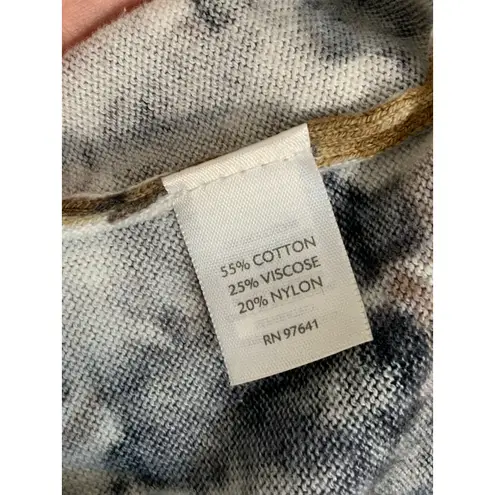 55% COTTON
25% VISCOSE
20% NYLON
RN 97641